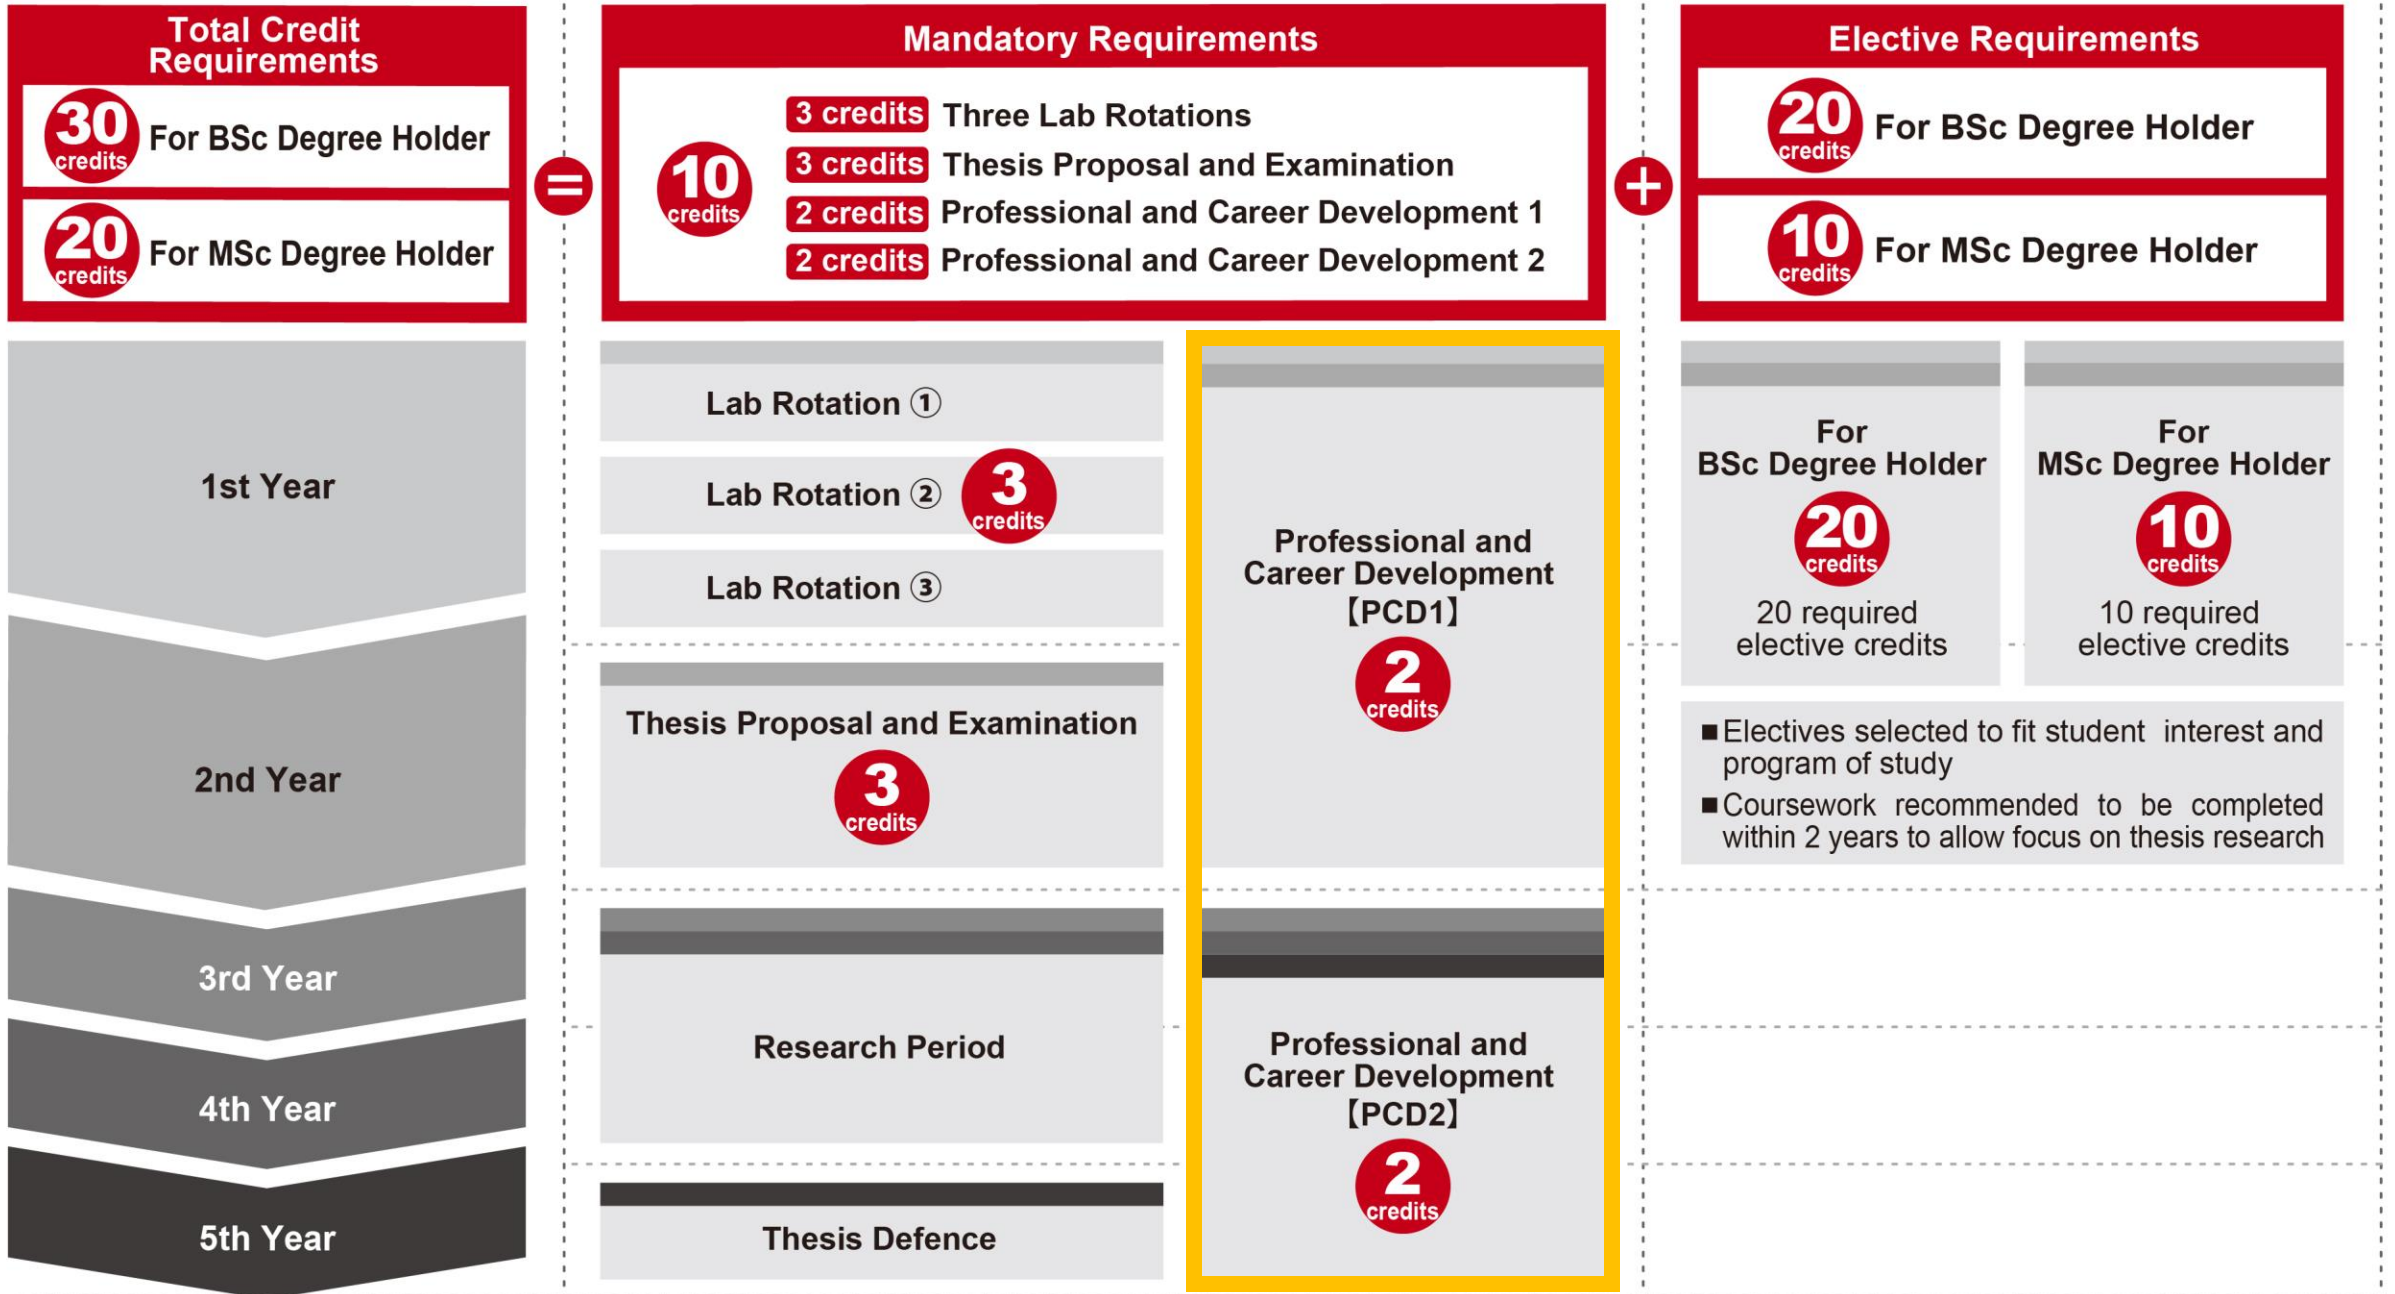 Total Credit
Requirements
30
credits
For BSc Degree Holder
20
credits
For MSc Degree Holder
=
Mandatory Requirements
10
credits
3 credits Three Lab Rotations
3 credits Thesis Proposal and Examination
2 credits Professional and Career Development 1
2 credits Professional and Career Development 2
+
Elective Requirements
20
credits
For BSc Degree Holder
10
credits
For MSc Degree Holder
1st Year
2nd Year
3rd Year
4th Year
5th Year
Lab Rotation ①
Lab Rotation ②
3
credits
Lab Rotation ③
Thesis Proposal and Examination
3
credits
Research Period
Thesis Defence
Professional and
Career Development
【PCD1】
2
credits
Professional and
Career Development
【PCD2】
2
credits
For
BSc Degree Holder
20
credits
20 required
elective credits
For
MSc Degree Holder
10
credits
10 required
elective credits
■ Electives selected to fit student interest and
program of study
■ Coursework recommended to be completed
within 2 years to allow focus on thesis research